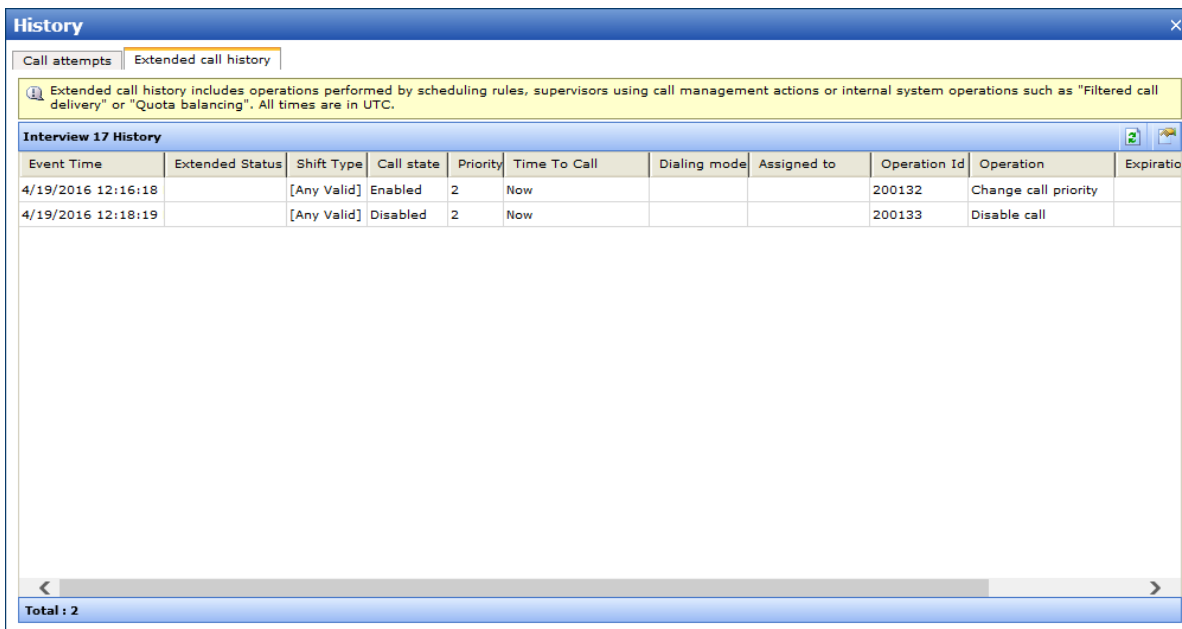 History
Call attempts Extended call history
Extended call history includes operations performed by scheduling rules, supervisors using call management actions or internal system operations such as "Filtered call
delivery" or "Quota balancing". All times are in UTC.
Interview 17 History
Event Time Extended Status Shift Type Call state Priority Time To Call Dialing mode Assigned to Operation Id Operation Expiratio
4/19/2016 12:16:18 [Any Valid] Enabled 2 Now 200132 Change call priority
4/19/2016 12:18:19 [Any Valid] Disabled 2 Now 200133 Disable call
Total : 2